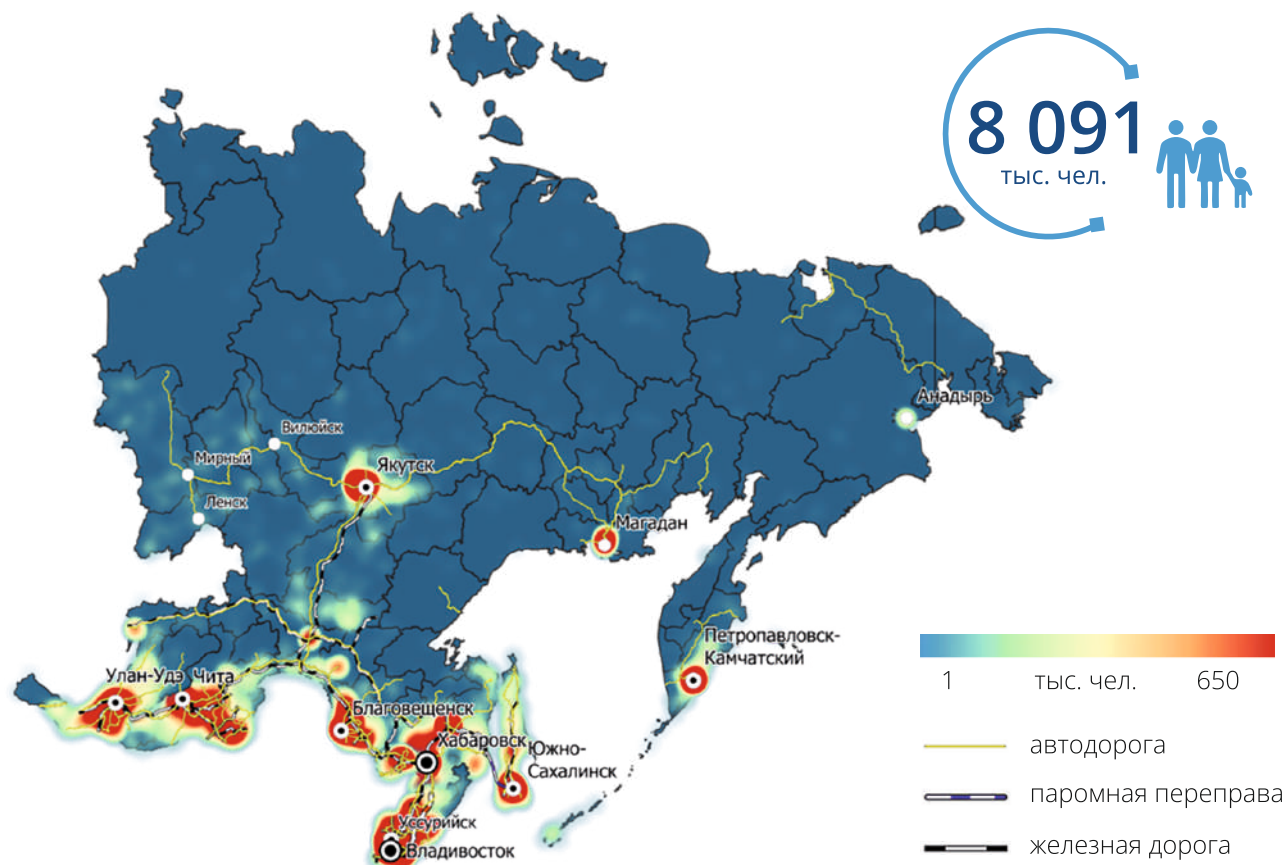 8 091
тыс. чел.
Анадырь
Вилюйск
Мирный
Якутск
Ленск
Магадан
Петропавловск-
Камчатский
Улан-Удэ
Чита
Благовещенск
Хабаровск
Южно-
Сахалинск
Уссурийск
Владивосток
1 тыс. чел. 650
автодорога
паромная переправа
железная дорога